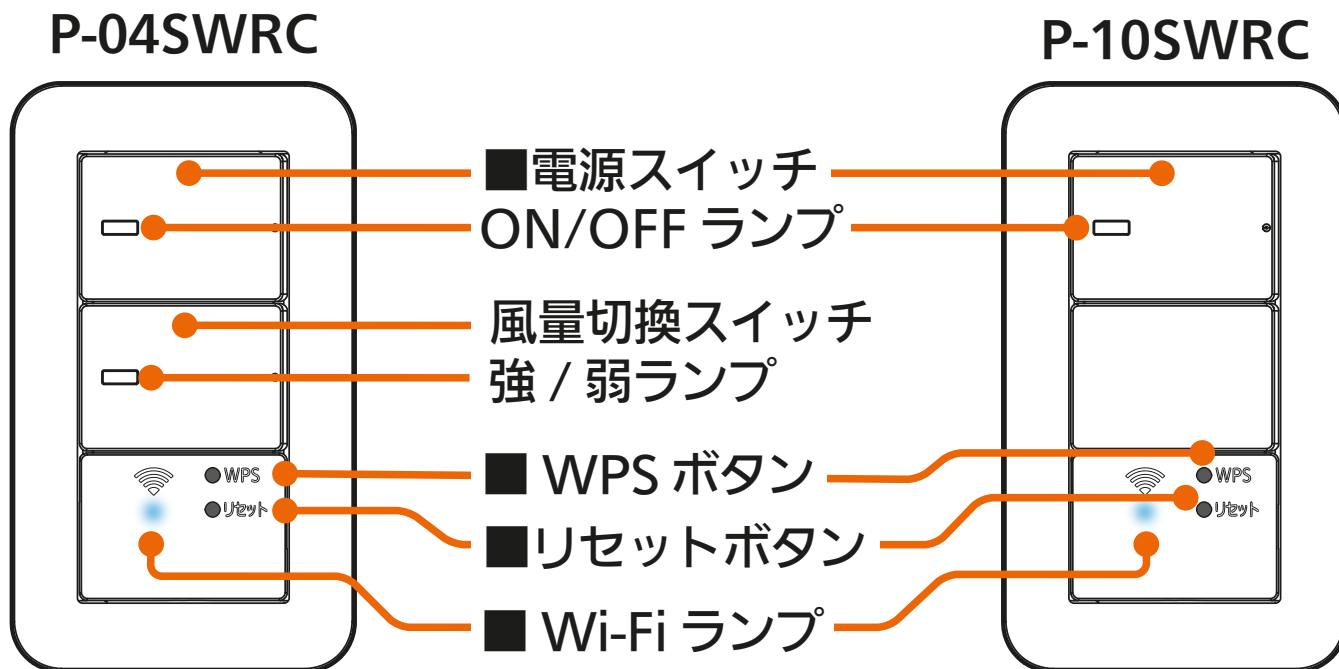 P-04SWRC
P-10SWRC
■電源スイッチ
ON/OFF ランプ
風量切換スイッチ
強 / 弱ランプ
■ WPS ボタン
■リセットボタン
■ Wi-Fi ランプ
WPS
リセット
WPS
リセット